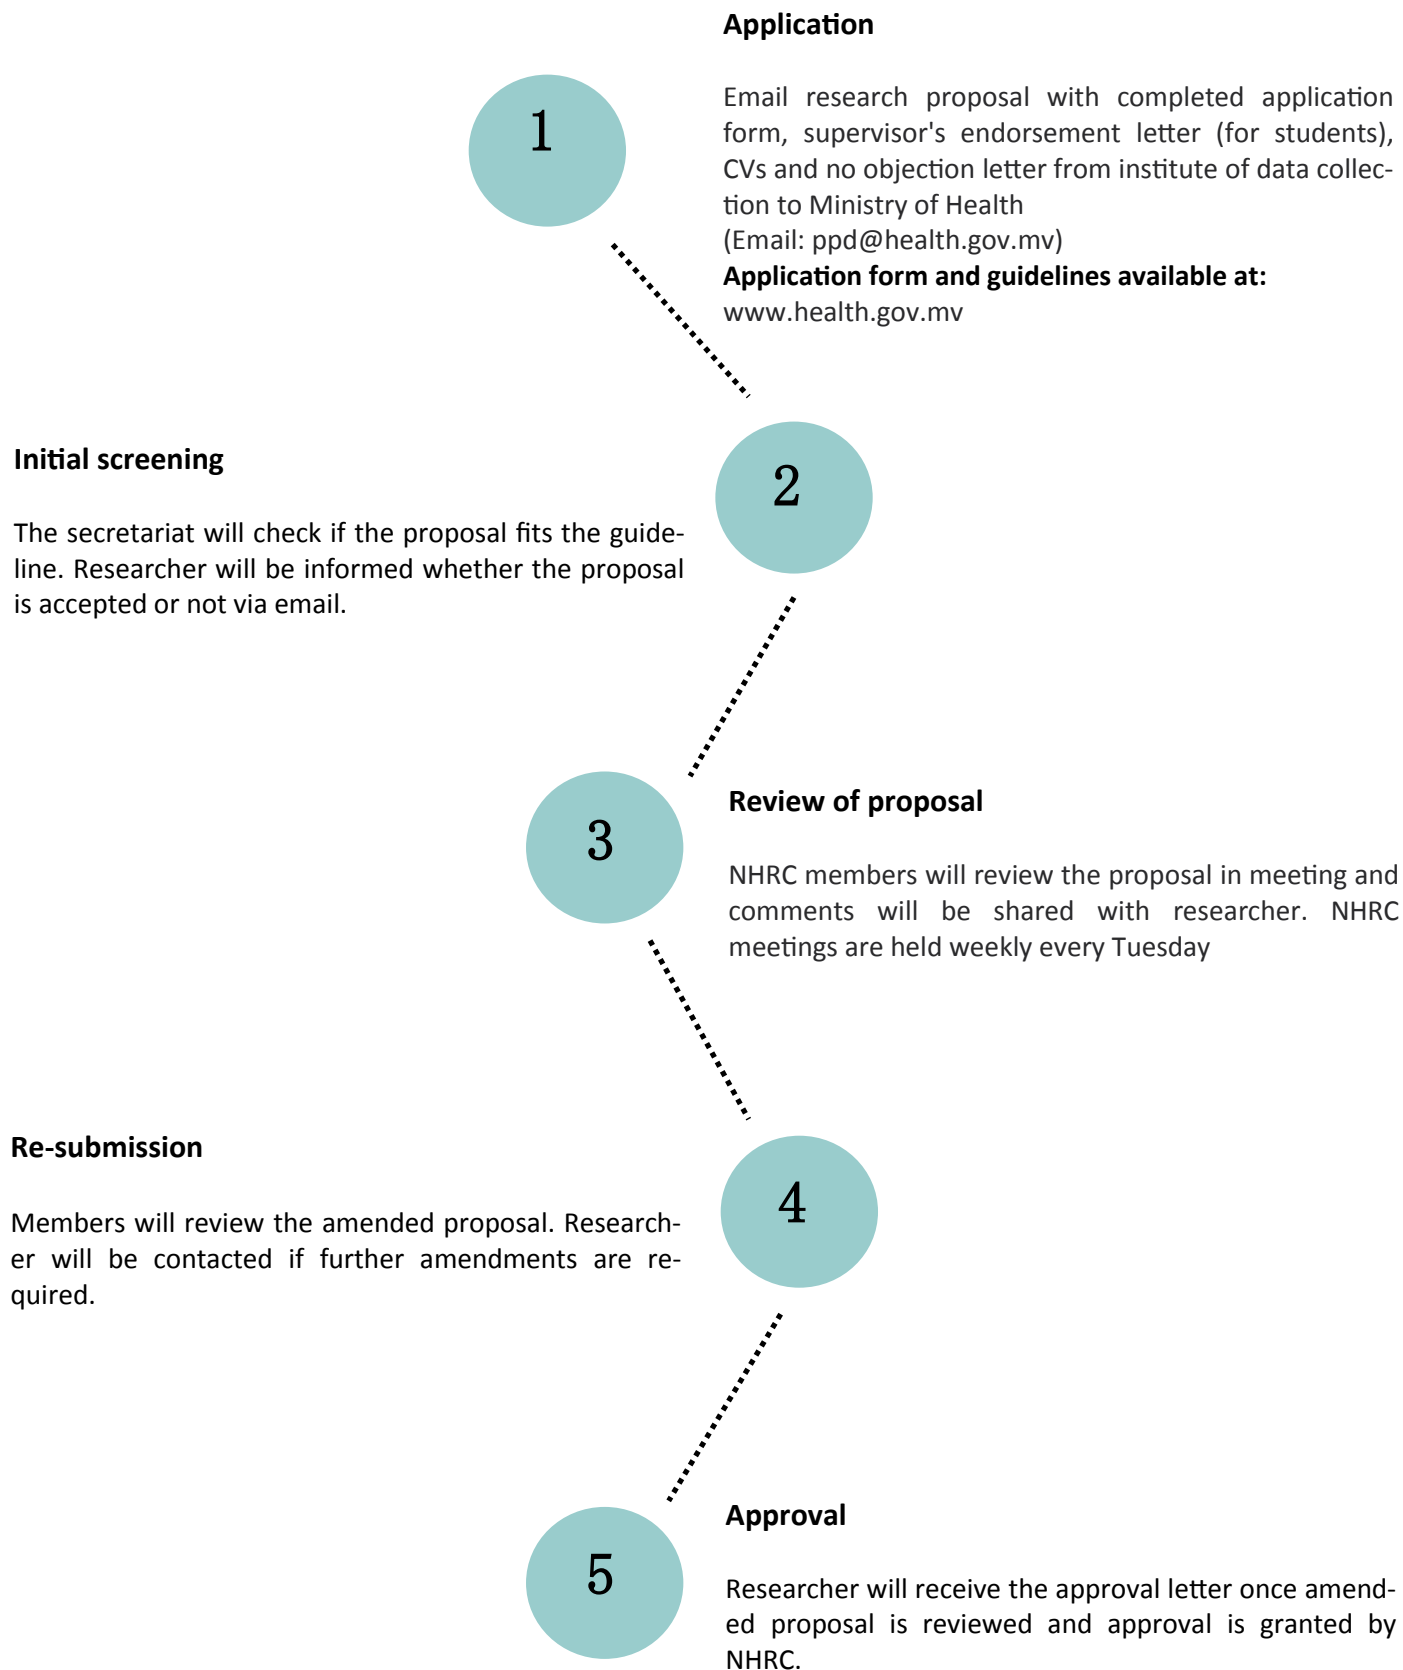 Application
1
Email research proposal with completed application
form, supervisor's endorsement letter (for students),
CVs and no objection letter from institute of data collec-
tion to Ministry of Health
(Email: ppd@health.gov.mv)
Application form and guidelines available at:
www.health.gov.mv
2
Initial screening
The secretariat will check if the proposal fits the guide-
line. Researcher will be informed whether the proposal
is accepted or not via email.
3
Review of proposal
NHRC members will review the proposal in meeting and
comments will be shared with researcher. NHRC
meetings are held weekly every Tuesday
4
Re-submission
Members will review the amended proposal. Research-
er will be contacted if further amendments are re-
quired.
5
Approval
Researcher will receive the approval letter once amend-
ed proposal is reviewed and approval is granted by
NHRC.